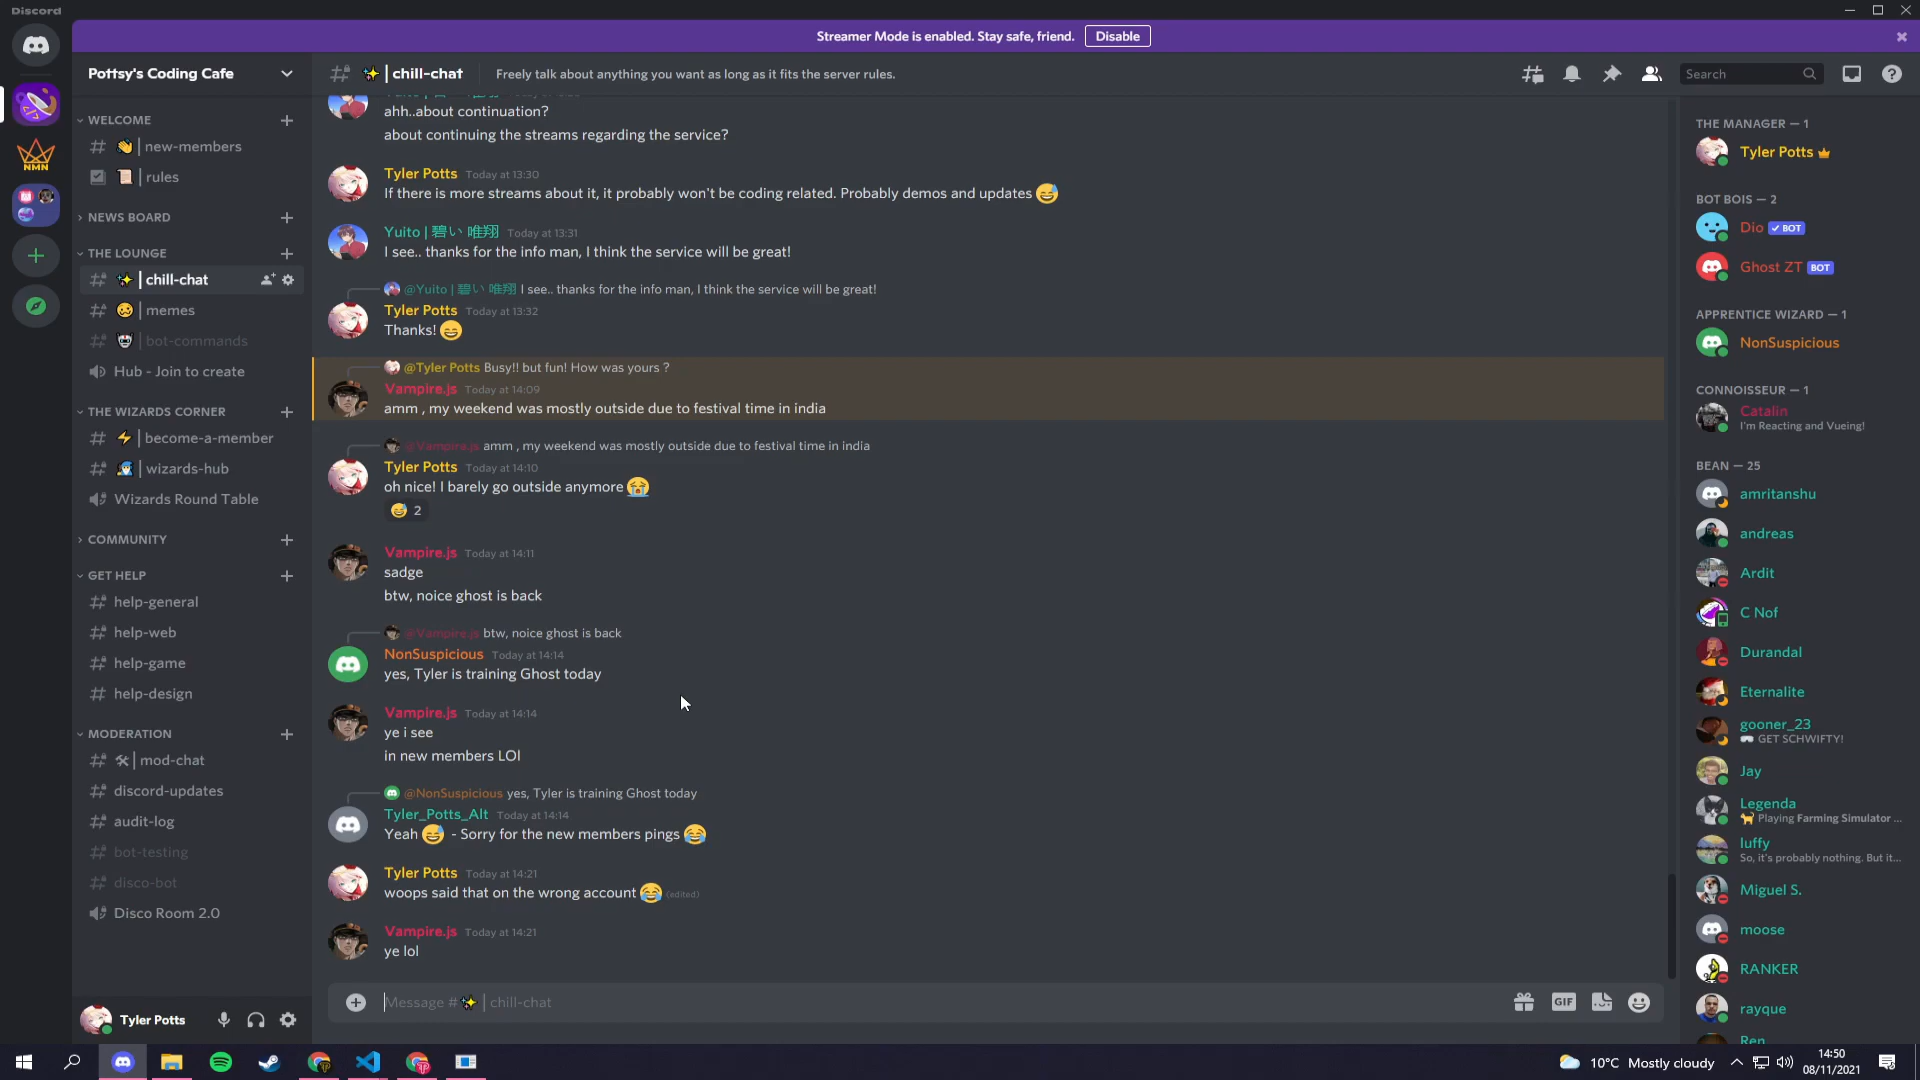 Discord
Streamer Mode is enabled. Stay safe, friend.
Disable
Pottsy's Coding Cafe
NMN
WELCOME
new-members
rules
NEWS BOARD
THE LOUNGE
chill-chat
memes
bot-commands
Hub - Join to create
THE WIZARDS CORNER
become-a-member
wizards-hub
Wizards Round Table
COMMUNITY
GET HELP
help-general
help-web
help-game
help-design
MODERATION
mod-chat
discord-updates
audit-log
bot-testing
disco-bot
Disco Room 2.0
Tyler Potts
✨ | chill-chat
Freely talk about anything you want as long as it fits the server rules.
Search
ahh..about continuation?
about continuing the streams regarding the service?
Tyler Potts Today at 13:30
If there is more streams about it, it probably won't be coding related. Probably demos and updates 😅
Yuito | 碧い 唯翔 Today at 13:31
I see.. thanks for the info man, I think the service will be great!
@Yuito | 碧い 唯翔 I see.. thanks for the info man, I think the service will be great!
Tyler Potts Today at 13:32
Thanks! 😄
@Tyler Potts Busy!! but fun! How was yours ?
Vampire.js Today at 14:09
amm , my weekend was mostly outside due to festival time in india
@Vampire.js amm , my weekend was mostly outside due to festival time in india
Tyler Potts Today at 14:10
oh nice! I barely go outside anymore 😭
😅 2
Vampire.js Today at 14:11
sadge
btw, noice ghost is back
@Vampire.js btw, noice ghost is back
NonSuspicious Today at 14:14
yes, Tyler is training Ghost today
Vampire.js Today at 14:14
ye i see
in new members LOl
@NonSuspicious yes, Tyler is training Ghost today
Tyler_Potts_Alt Today at 14:14
Yeah 😅 - Sorry for the new members pings 😂
Tyler Potts Today at 14:21
woops said that on the wrong account 😂 (edited)
Vampire.js Today at 14:21
ye lol
Message #✨ | chill-chat
GIF
THE MANAGER — 1
Tyler Potts
BOT BOIS — 2
Dio ✓ BOT
Ghost ZT BOT
APPRENTICE WIZARD — 1
NonSuspicious
CONNOISSEUR — 1
Catalin
I'm Reacting and Vueing!
BEAN — 25
amritanshu
andreas
Ardit
C Nof
Durandal
Eternalite
gooner_23
GET SCHWIFTY!
Jay
Legenda
Playing Farming Simulator ...
luffy
So, it's probably nothing. But it...
Miguel S.
moose
RANKER
rayque
Ren
10°C Mostly cloudy
14:50
08/11/2021